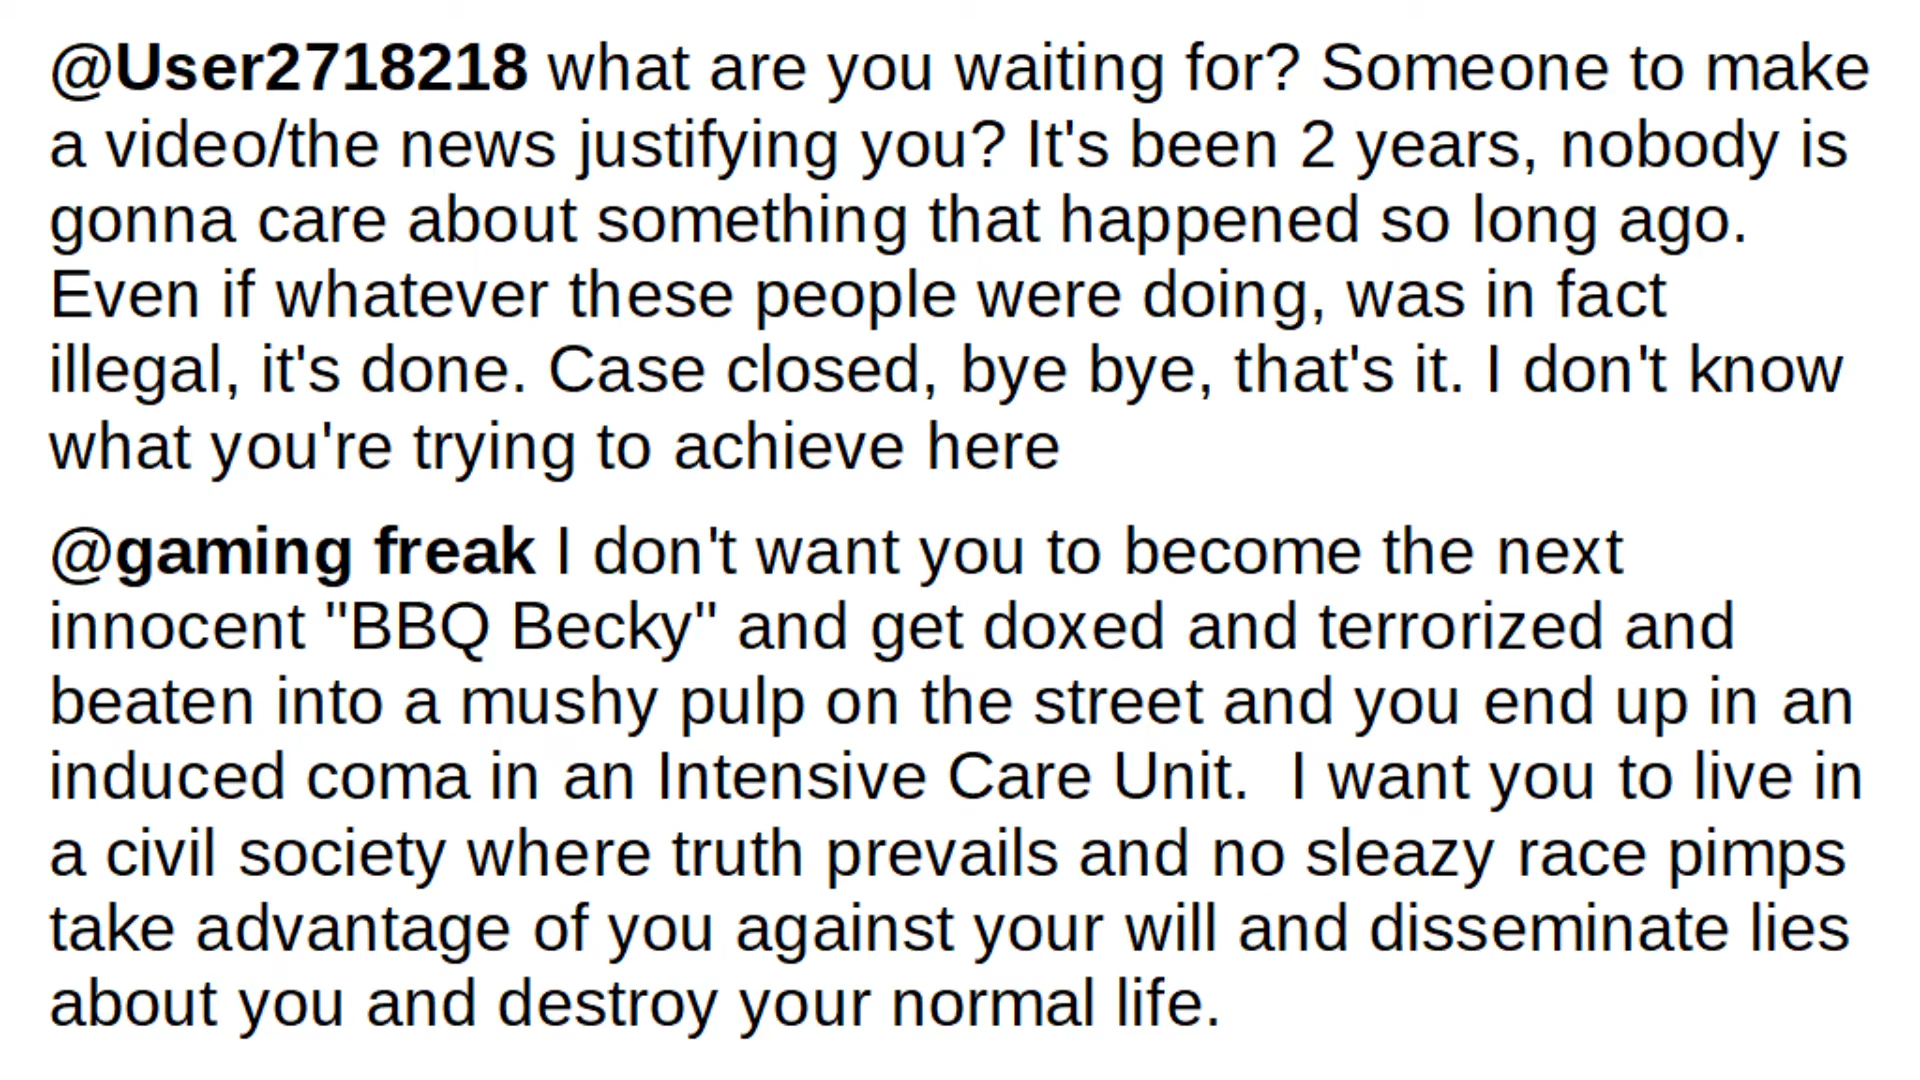 @User2718218 what are you waiting for? Someone to make
a video/the news justifying you? It's been 2 years, nobody is
gonna care about something that happened so long ago.
Even if whatever these people were doing, was in fact
illegal, it's done. Case closed, bye bye, that's it. I don't know
what you're trying to achieve here
@gaming freak I don't want you to become the next
innocent "BBQ Becky" and get doxed and terrorized and
beaten into a mushy pulp on the street and you end up in an
induced coma in an Intensive Care Unit.  I want you to live in
a civil society where truth prevails and no sleazy race pimps
take advantage of you against your will and disseminate lies
about you and destroy your normal life.